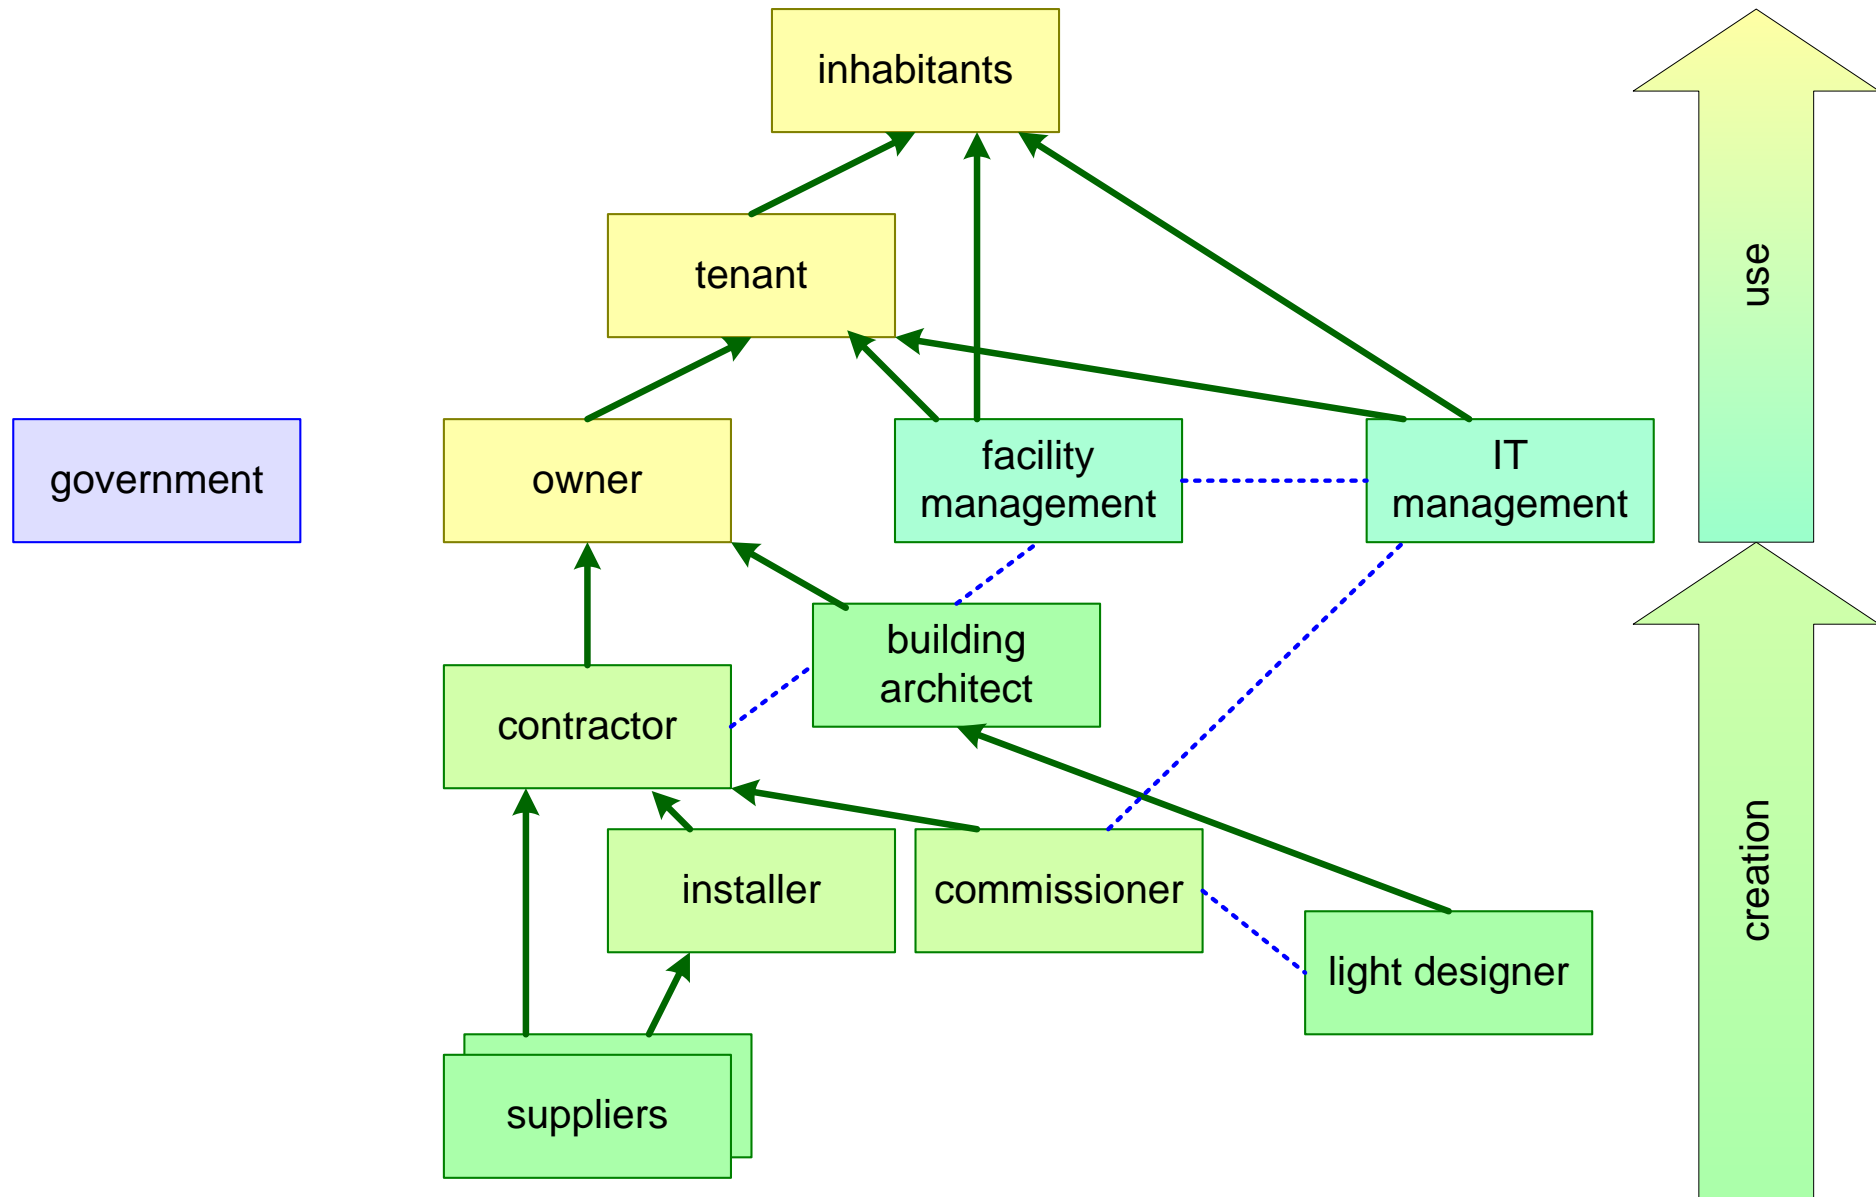 inhabitants
tenant
use
government
owner
facility
management
IT
management
building
architect
contractor
installer
commissioner
creation
light designer
suppliers